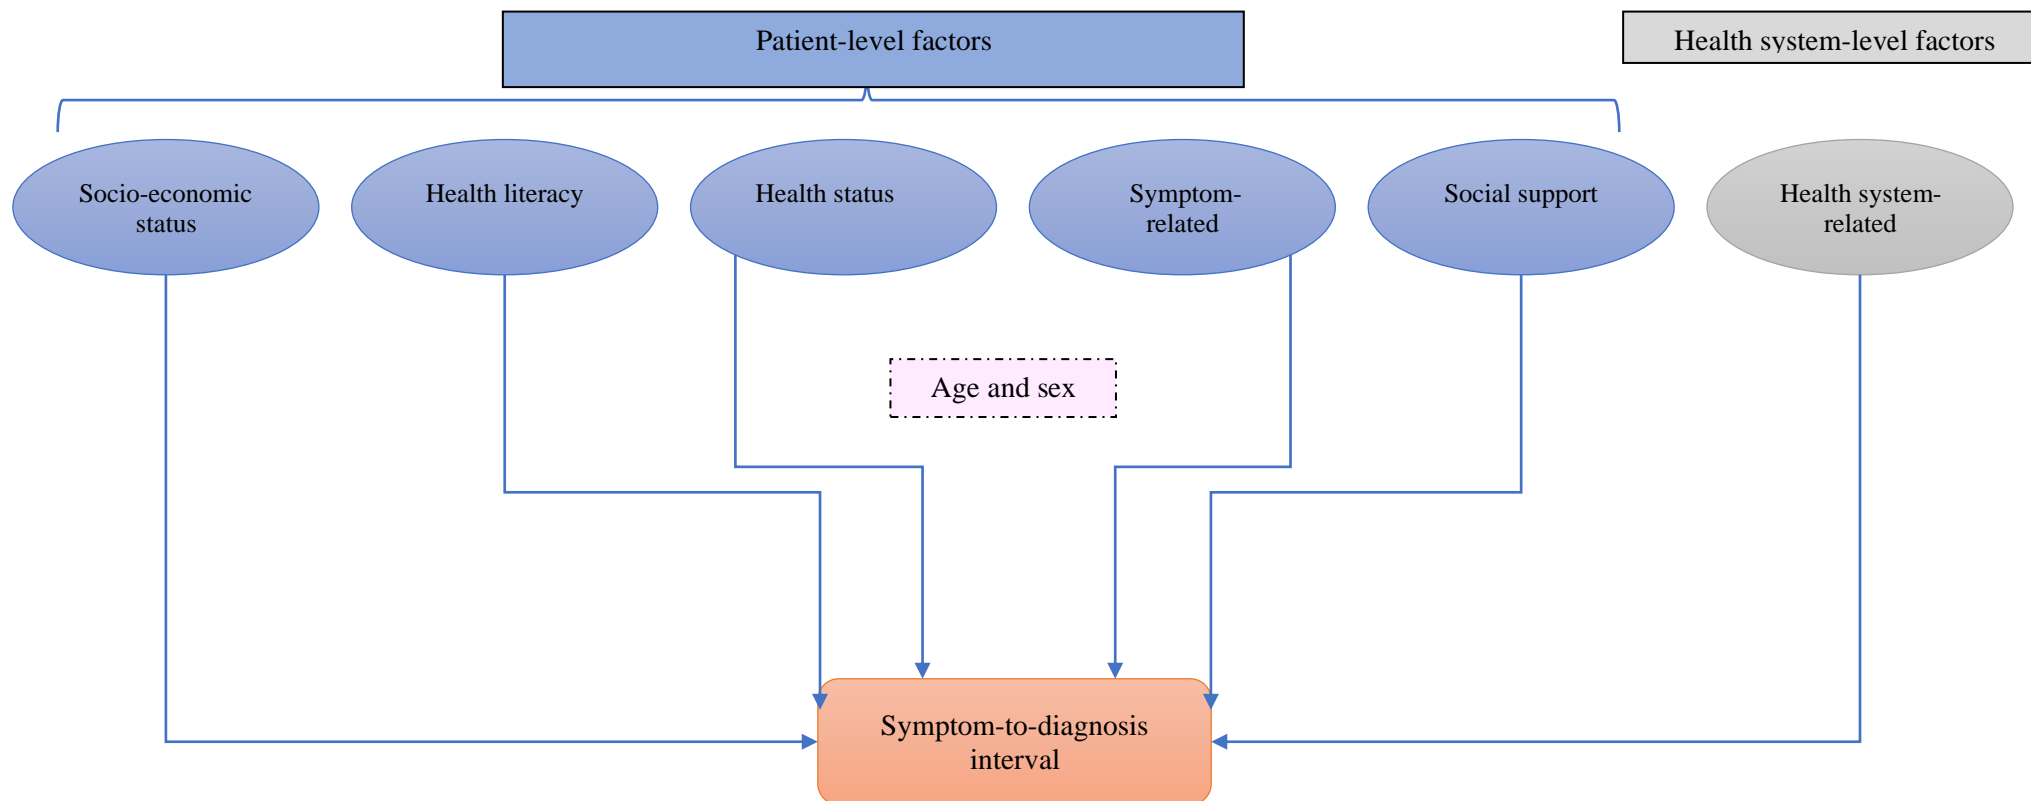 Patient-level factors
Health system-level factors
Socio-economic
status
Health literacy
Health status
Symptom-
related
Social support
Health system-
related
Age and sex
Symptom-to-diagnosis
interval